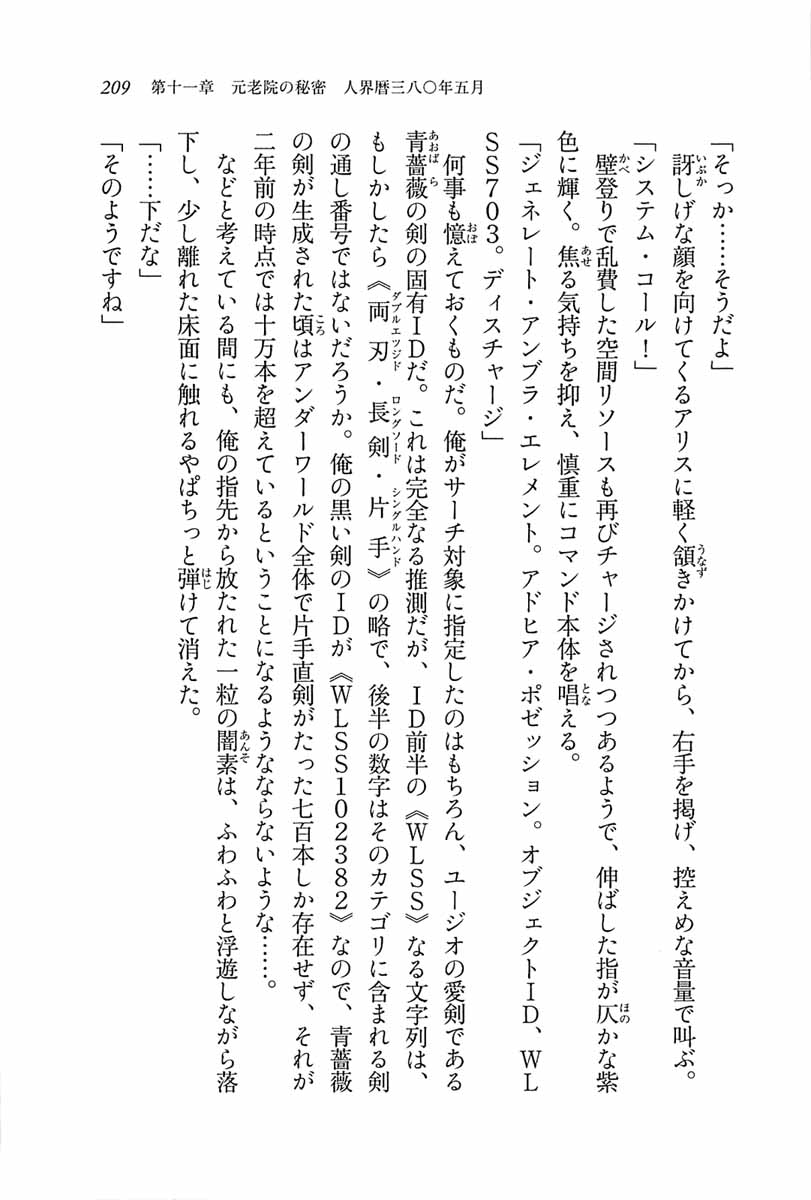 209　第十一章　元老院の秘密　人界暦三八〇年五月
「そっか……そうだよ」
訝しげな顔を向けてくるアリスに軽く頷きかけてから、右手を掲げ、控えめな音量で叫ぶ。
「システム・コール！」
壁登りで乱費した空間リソースも再びチャージされつつあるようで、伸ばした指が仄かな紫
色に輝く。焦る気持ちを抑え、慎重にコマンド本体を唱える。
「ジェネレート・アンブラ・エレメント。アドヒア・ポゼッション。オブジェクトＩＤ、ＷＬ
ＳＳ７０３。ディスチャージ」
何事も憶えておくものだ。俺がサーチ対象に指定したのはもちろん、ユージオの愛剣である
青薔薇の剣の固有ＩＤだ。これは完全なる推測だが、ＩＤ前半の《ＷＬＳＳ》なる文字列は、
もしかしたら《両刃・長剣・片手》の略で、後半の数字はそのカテゴリに含まれる剣
の通し番号ではないだろうか。俺の黒い剣のＩＤが《ＷＬＳＳ１０２３８２》なので、青薔薇
の剣が生成された頃はアンダーワールド全体で片手直剣がたった七百本しか存在せず、それが
二年前の時点では十万本を超えているということになるようなならないような……。
などと考えている間にも、俺の指先から放たれた一粒の闇素は、ふわふわと浮遊しながら落
下し、少し離れた床面に触れるやぱちっと弾けて消えた。
「……下だな」
「そのようですね」